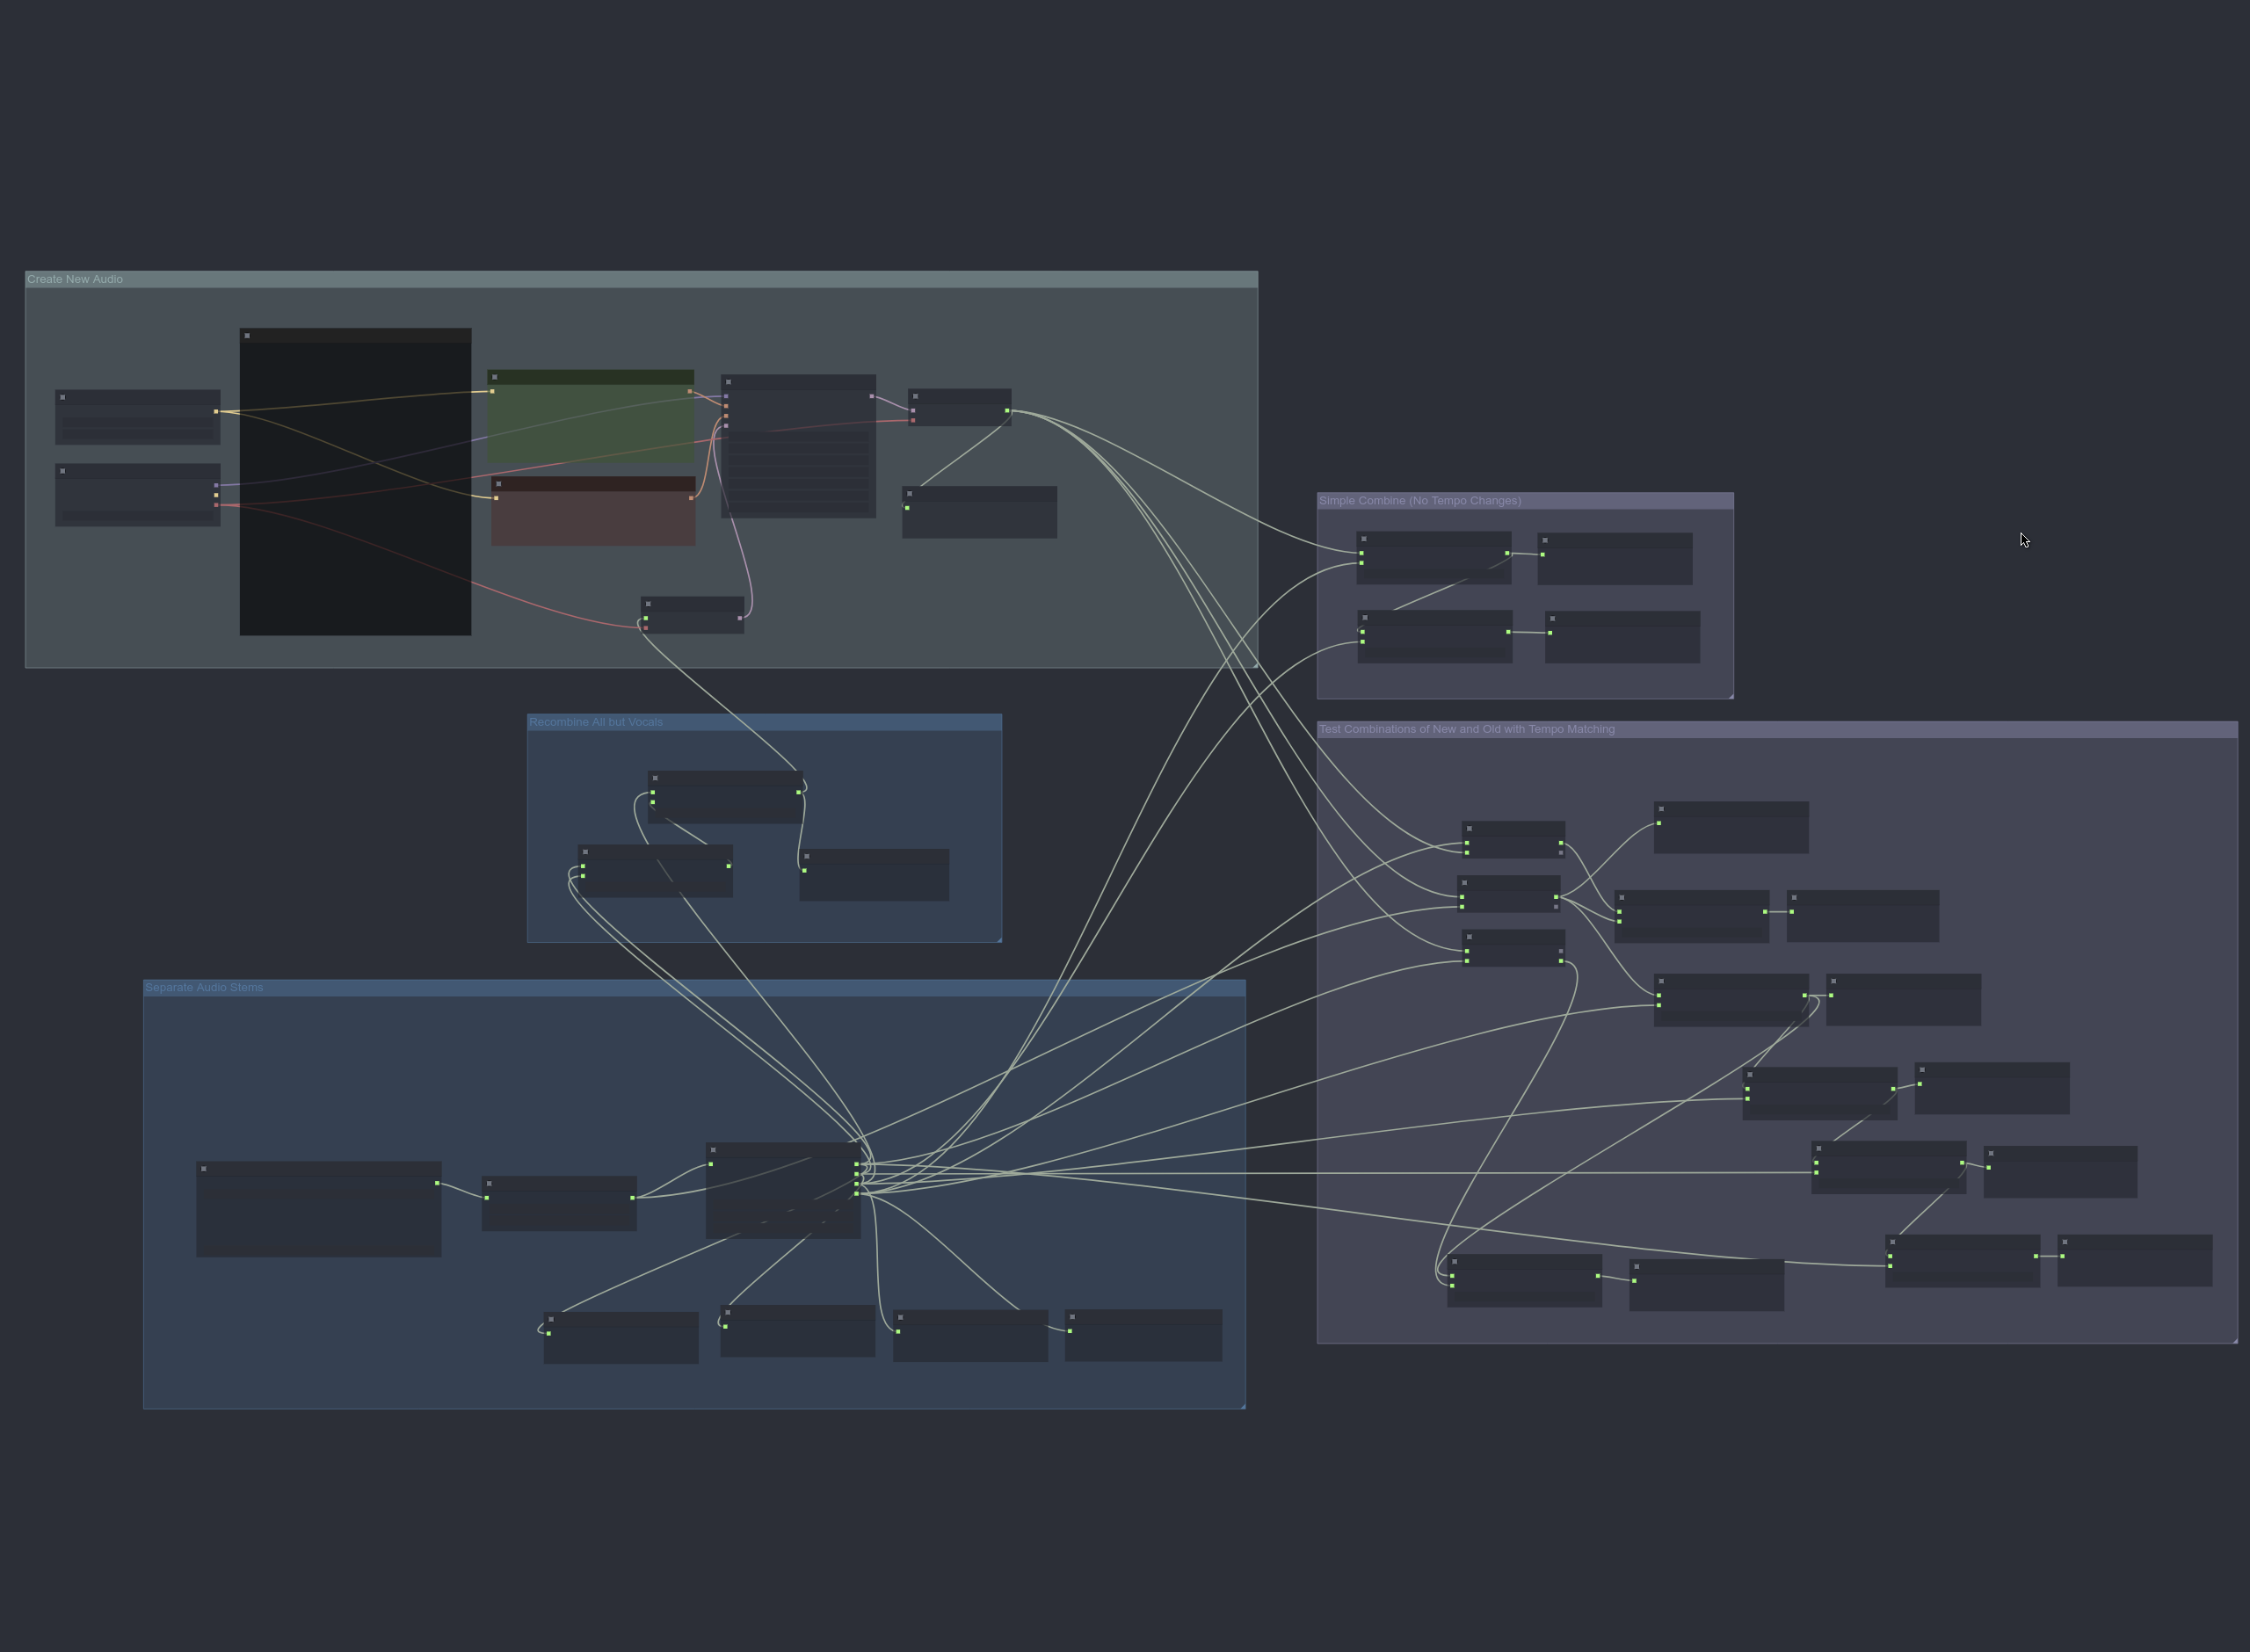 Create New Audio
Simple Combine (No Tempo Changes)
Recombine All but Vocals
Test Combinations of New and Old with Tempo Matching
Separate Audio Stems